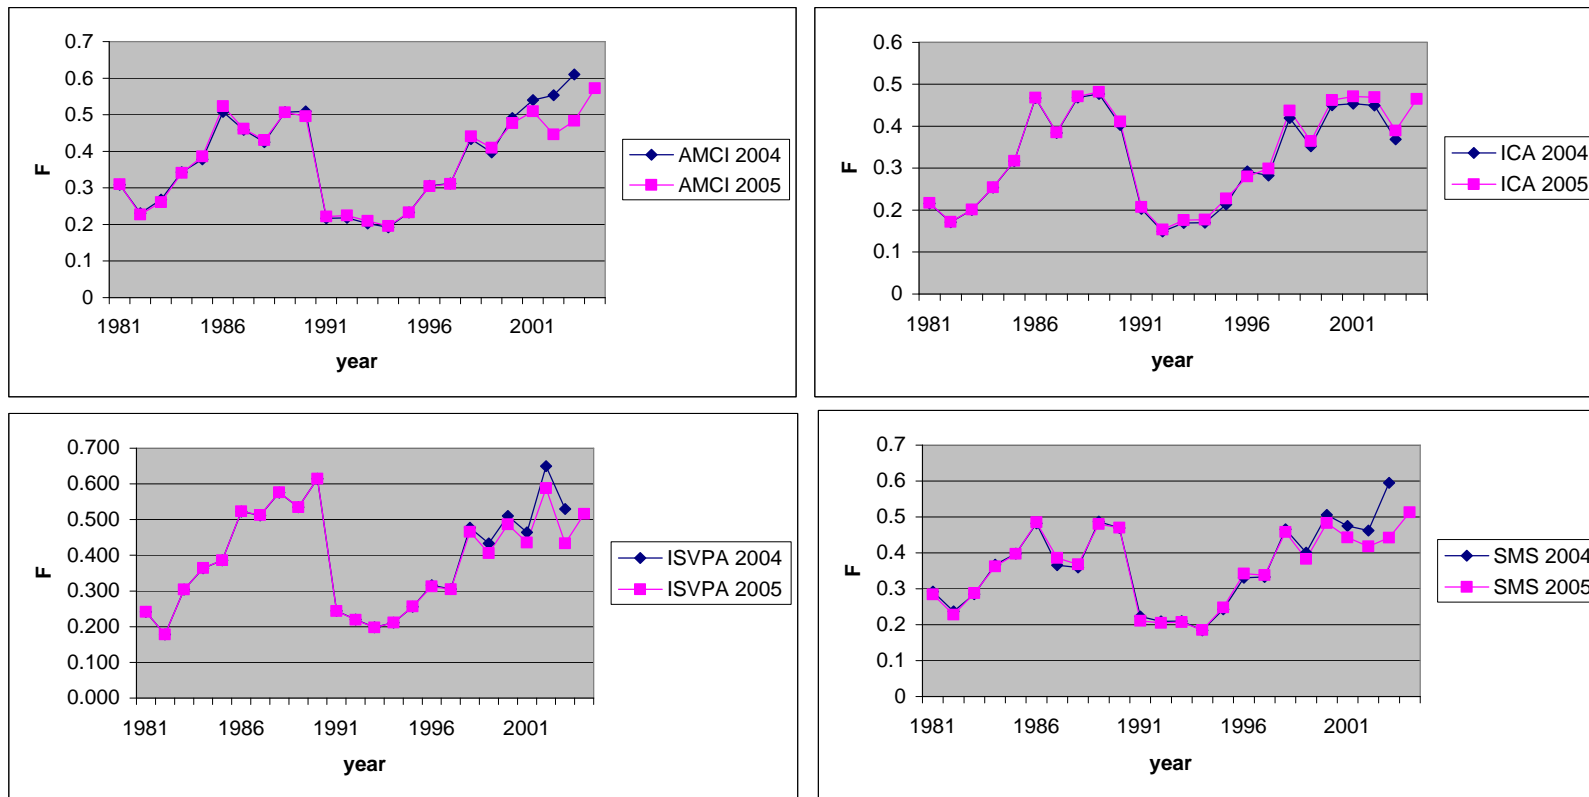 0.7
0.6
0.5
0.4
0.3
0.2
0.1
0
F
1981 1986 1991 1996 2001
year
AMCI 2004
AMCI 2005
0.6
0.5
0.4
0.3
0.2
0.1
0
F
1981 1986 1991 1996 2001
year
ICA 2004
ICA 2005
0.700
0.600
0.500
0.400
0.300
0.200
0.100
0.000
F
1981 1986 1991 1996 2001
year
ISVPA 2004
ISVPA 2005
0.7
0.6
0.5
0.4
0.3
0.2
0.1
0
F
1981 1986 1991 1996 2001
year
SMS 2004
SMS 2005